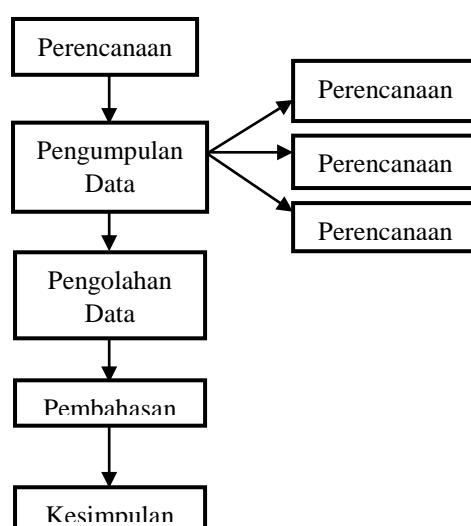 Perencanaan
Pengumpulan
Data
Perencanaan
Perencanaan
Perencanaan
Pengolahan
Data
Pembahasan
Kesimpulan